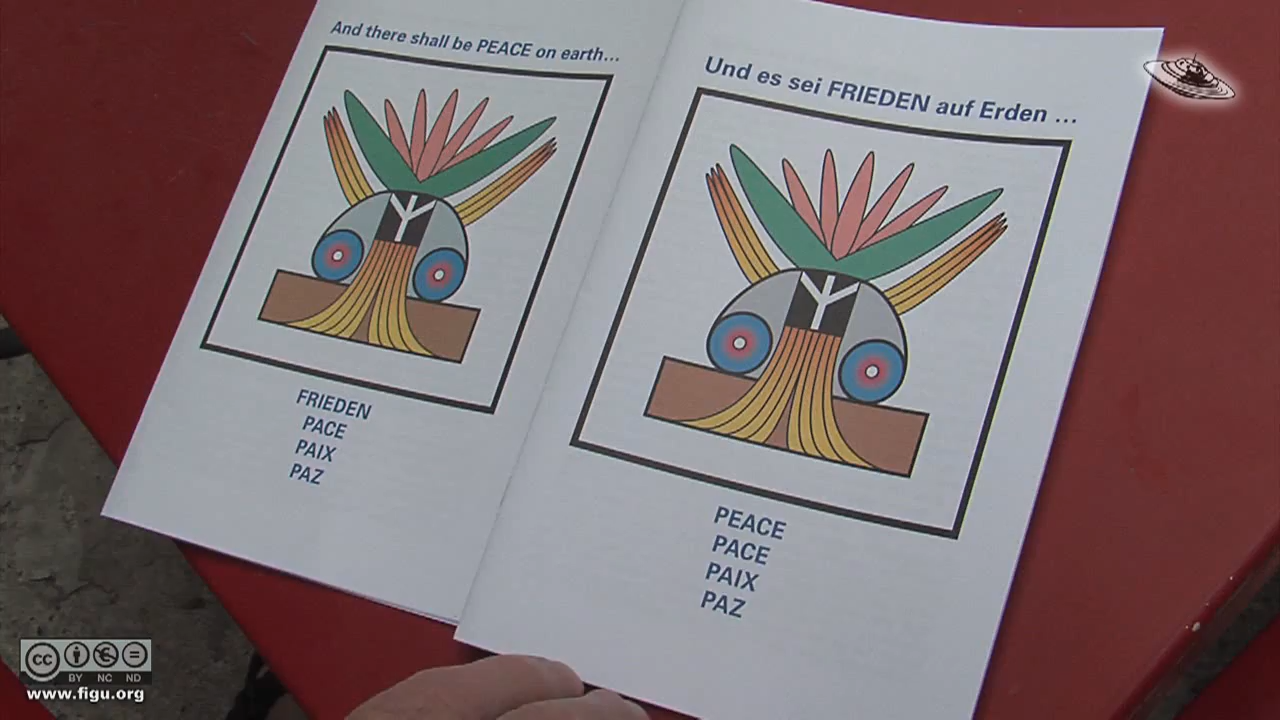 And there shall be PEACE on earth...
FRIEDEN
PACE
PAIX
PAZ
Und es sei FRIEDEN auf Erden ...
PEACE
PACE
PAIX
PAZ
cc
BY NC ND
www.figu.org